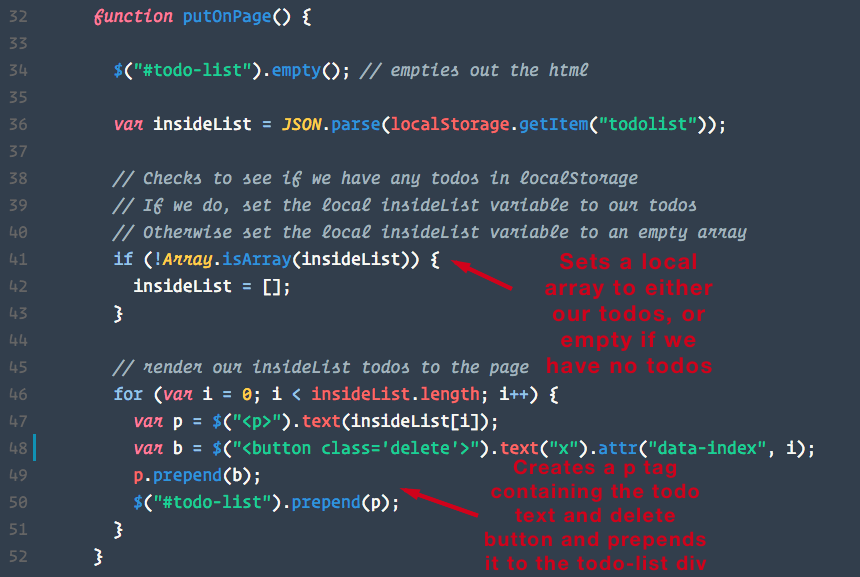 32 function putOnPage() {
33
34 $("#todo-list").empty(); // empties out the html
35
36 var insideList = JSON.parse(localStorage.getItem("todolist"));
37
38 // Checks to see if we have any todos in localStorage
39 // If we do, set the local insideList variable to our todos
40 // Otherwise set the local insideList variable to an empty array
41 if (!Array.isArray(insideList)) {
42 insideList = [];
43 }
44
45 // render our insideList todos to the page
46 for (var i = 0; i < insideList.length; i++) {
47 var p = $("<p>").text(insideList[i]);
48 var b = $("<button class='delete'>").text("x").attr("data-index", i);
49 p.prepend(b);
50 $("#todo-list").prepend(p);
51 }
52 }
Sets a local
array to either
our todos, or
empty if we
have no todos
Creates a p tag
containing the todo
text and delete
button and prepends
it to the todo-list div